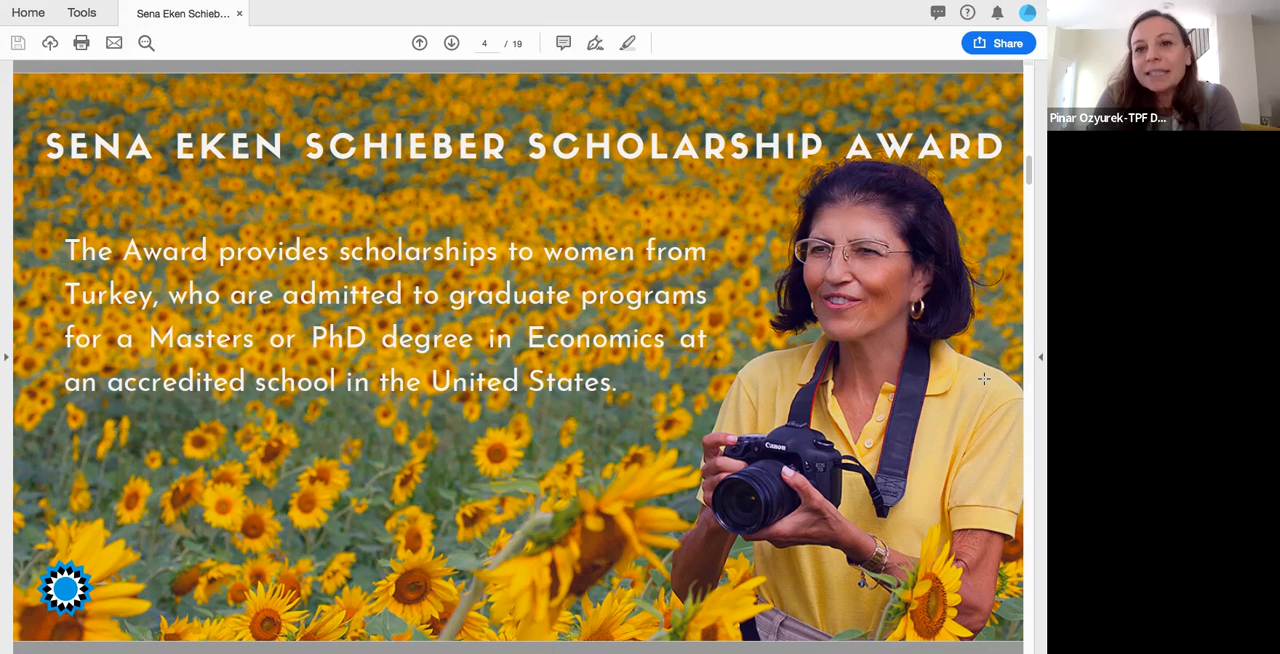 Home Tools Sena Eken Schieb... ×
4 / 19 Share
Pinar Ozyurek-TPF D...
SENA EKEN SCHIEBER SCHOLARSHIP AWARD
The Award provides scholarships to women from
Turkey, who are admitted to graduate programs
for a Masters or PhD degree in Economics at
an accredited school in the United States.
Canon
EOS
7D